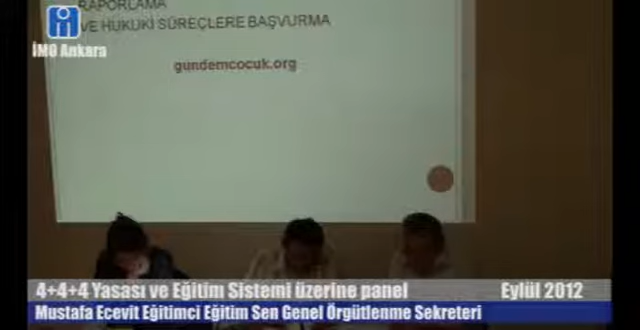 RAPORLAMA
VE HUKUKİ SÜREÇLERE BAŞVURMA
İMO Ankara
gundemcocuk.org
4+4+4 Yasası ve Eğitim Sistemi üzerine panel Eylül 2012
Mustafa Ecevit Eğitimci Eğitim Sen Genel Örgütlenme Sekreteri